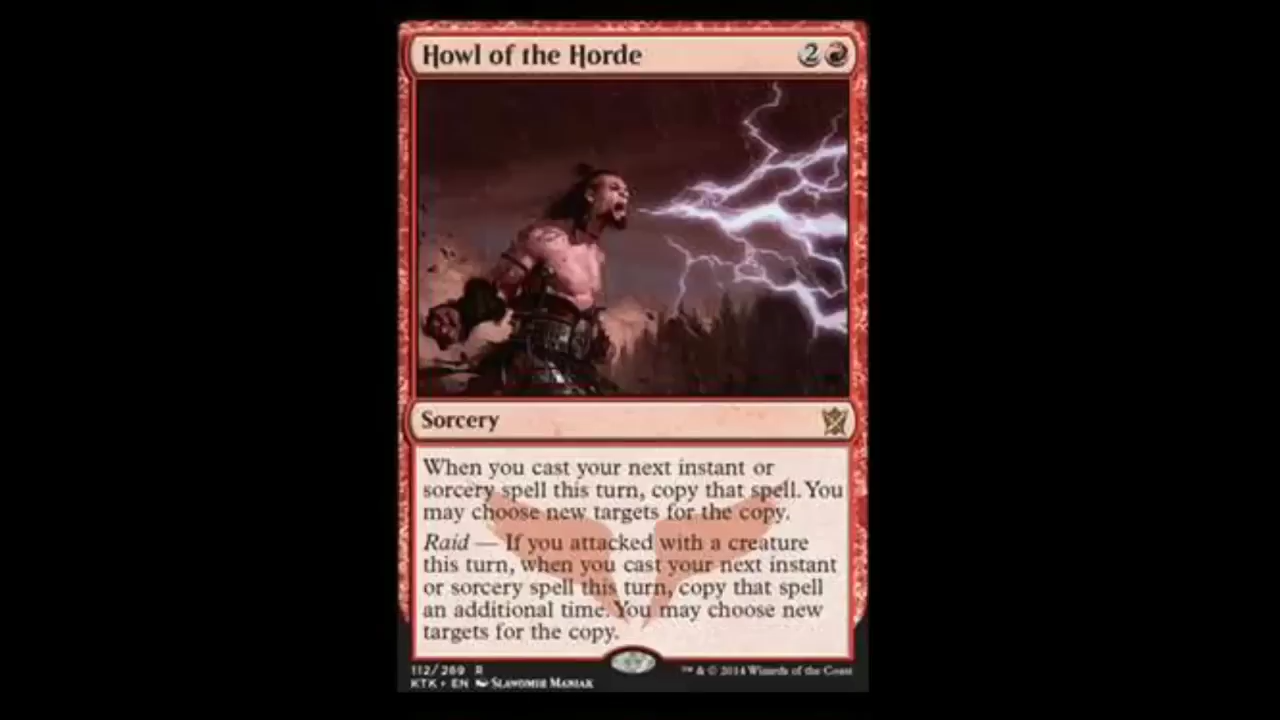 Howl of the Horde 2
Sorcery
When you cast your next instant or
sorcery spell this turn, copy that spell. You
may choose new targets for the copy.
Raid — If you attacked with a creature
this turn, when you cast your next instant
or sorcery spell this turn, copy that spell
an additional time. You may choose new
targets for the copy.
112/269 R ™ & © 2014 Wizards of the Coast
KTK • EN Slawomir Maniak